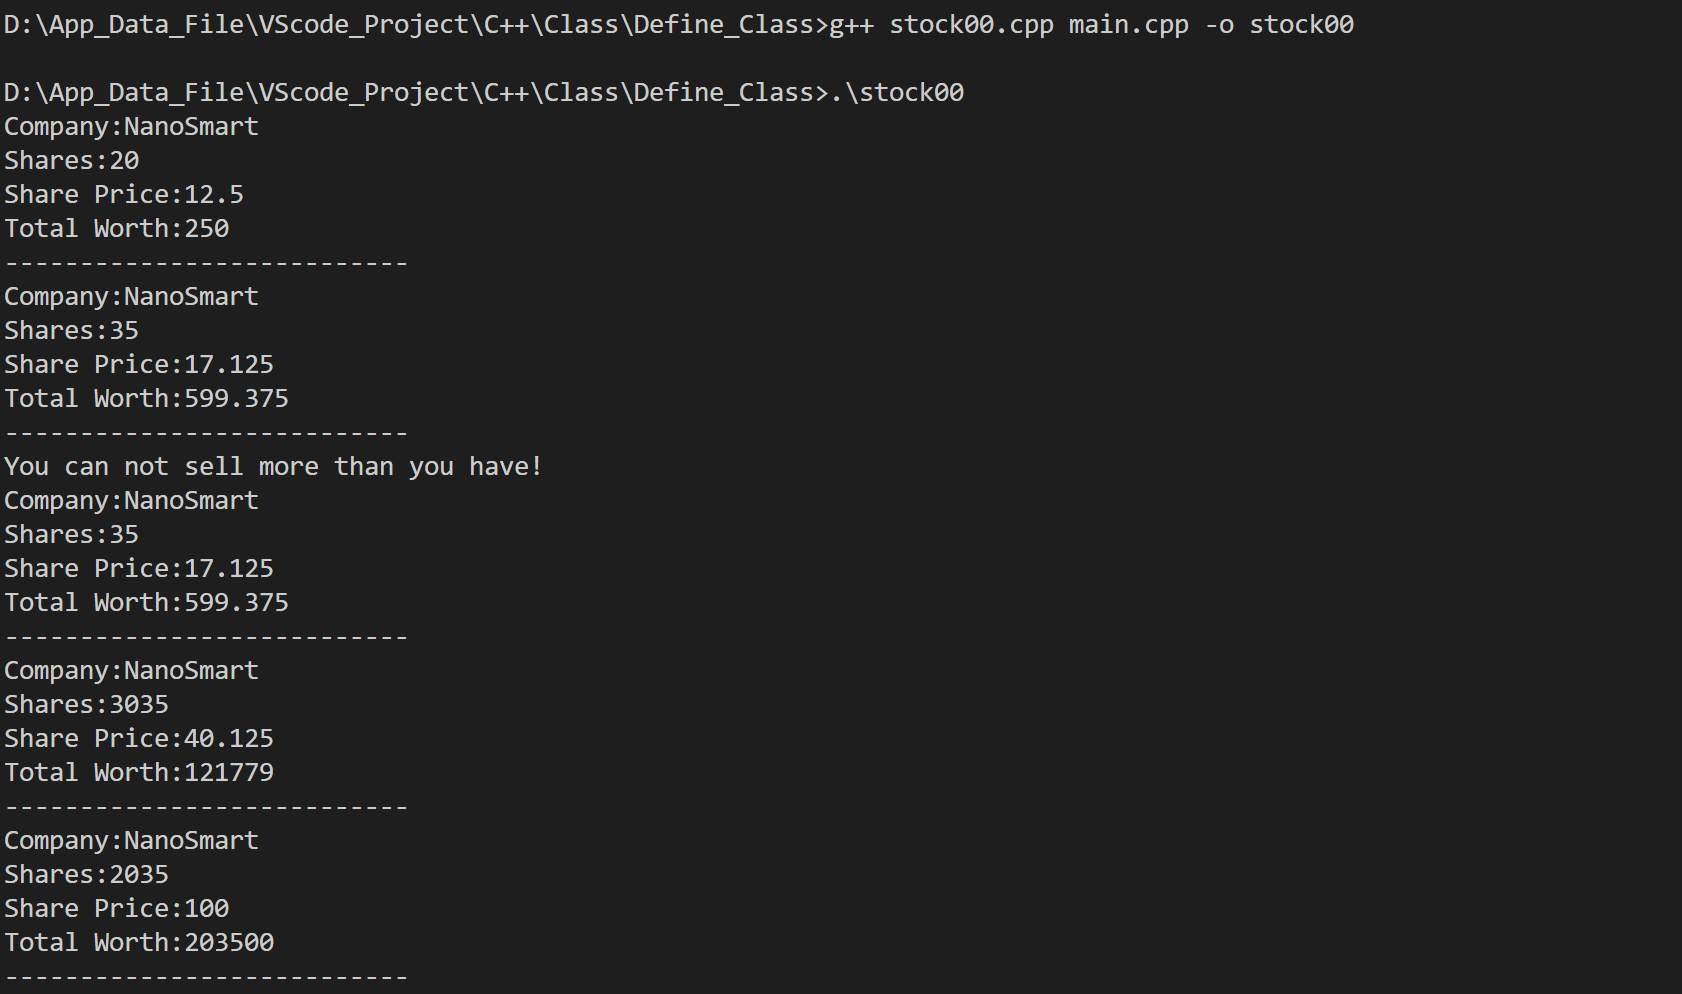 D:\App_Data_File\VScode_Project\C++\Class\Define_Class>g++ stock00.cpp main.cpp -o stock00
D:\App_Data_File\VScode_Project\C++\Class\Define_Class>.\stock00
Company:NanoSmart
Shares:20
Share Price:12.5
Total Worth:250
---------------------------
Company:NanoSmart
Shares:35
Share Price:17.125
Total Worth:599.375
---------------------------
You can not sell more than you have!
Company:NanoSmart
Shares:35
Share Price:17.125
Total Worth:599.375
---------------------------
Company:NanoSmart
Shares:3035
Share Price:40.125
Total Worth:121779
---------------------------
Company:NanoSmart
Shares:2035
Share Price:100
Total Worth:203500
---------------------------